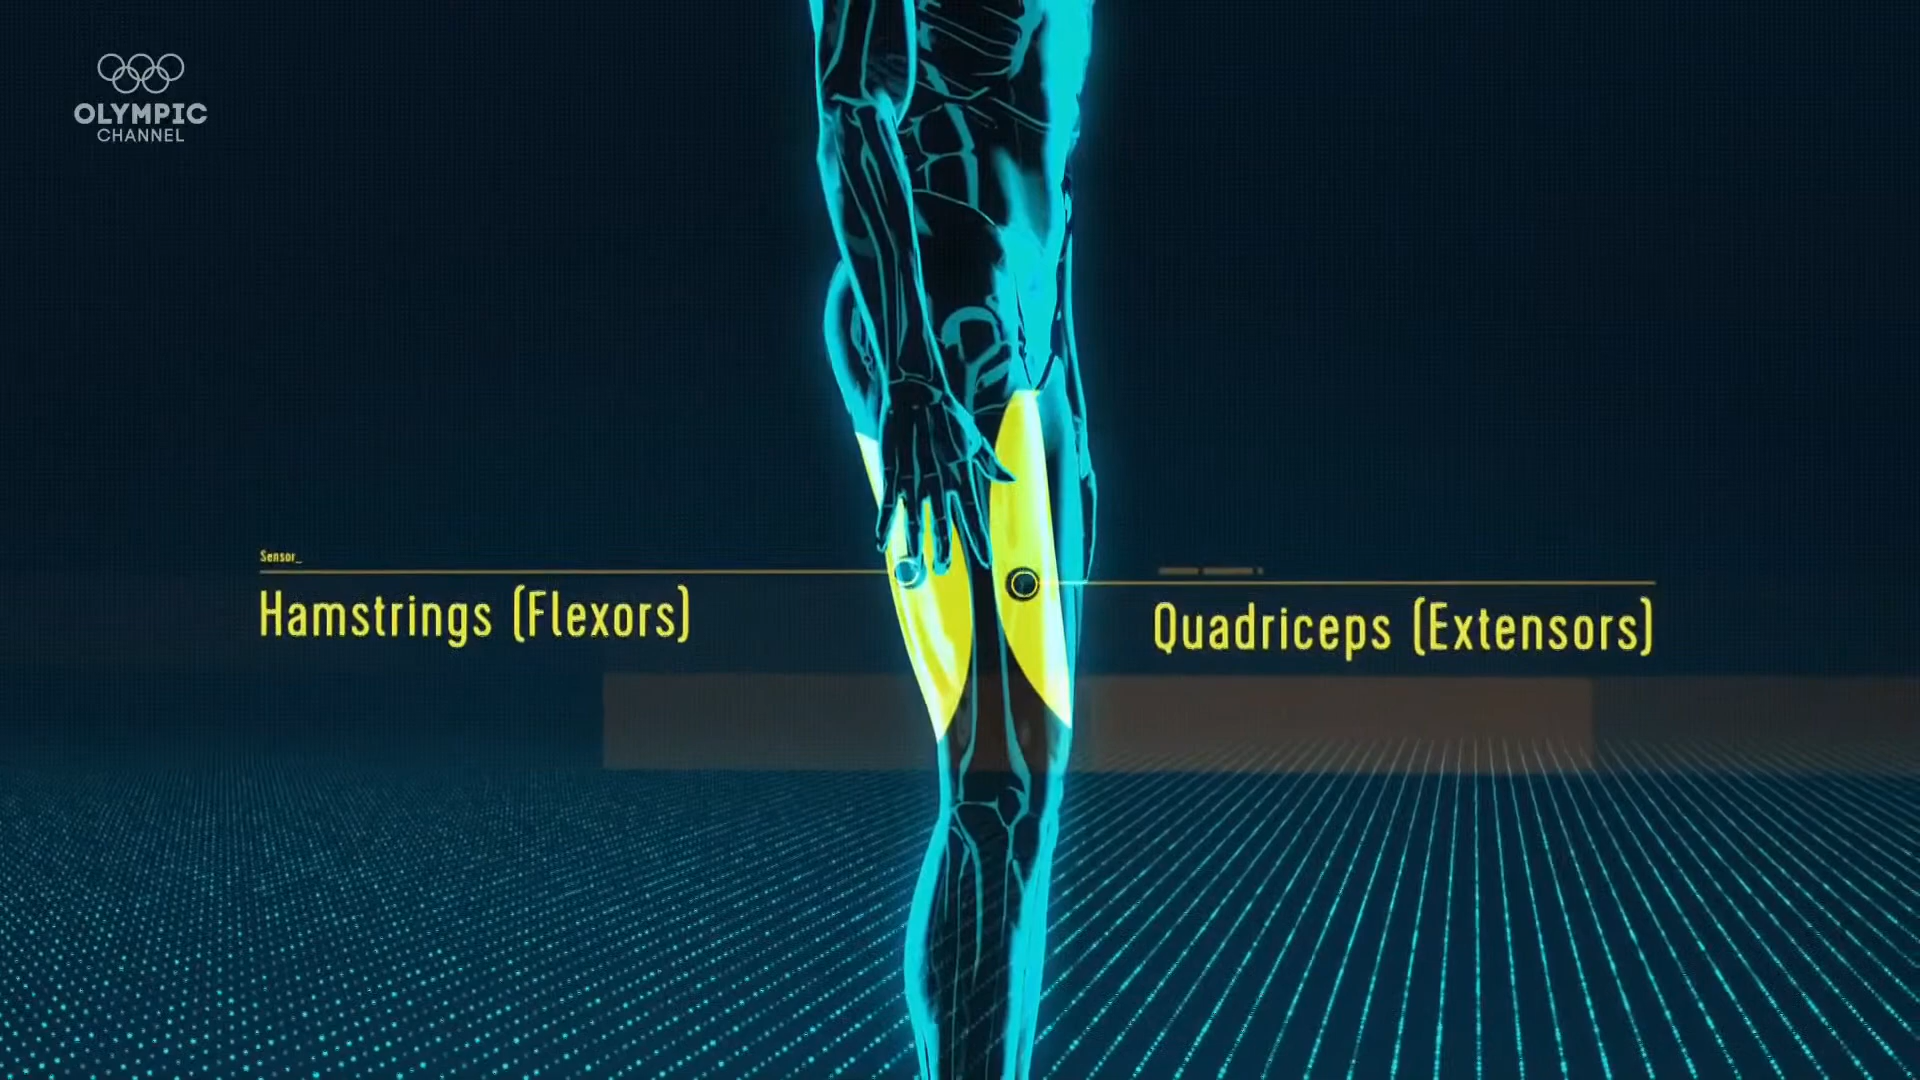 OLYMPIC
CHANNEL
Sensor_
Hamstrings (Flexors)
Quadriceps (Extensors)